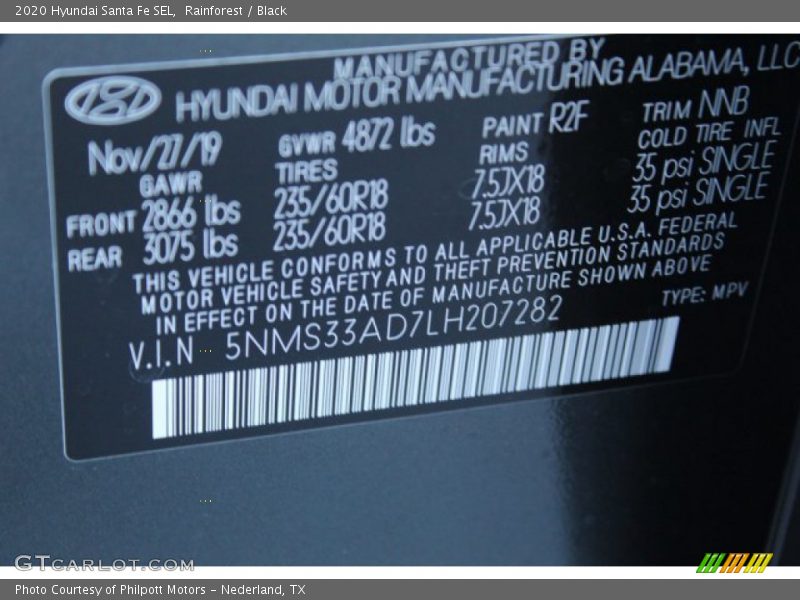 2020 Hyundai Santa Fe SEL, Rainforest / Black
MANUFACTURED BY
HYUNDAI MOTOR MANUFACTURING ALABAMA, LLC
Nov/27/19 GVWR 4872 lbs PAINT R2F TRIM NNB
GAWR TIRES RIMS COLD TIRE INFL
FRONT 2866 lbs 235/60R18 7.5JX18 35 psi SINGLE
REAR 3075 lbs 235/60R18 7.5JX18 35 psi SINGLE
THIS VEHICLE CONFORMS TO ALL APPLICABLE U.S.A. FEDERAL
MOTOR VEHICLE SAFETY AND THEFT PREVENTION STANDARDS
IN EFFECT ON THE DATE OF MANUFACTURE SHOWN ABOVE
V.I.N 5NMS33AD7LH207282 TYPE: MPV
GTCARLOT.COM
Photo Courtesy of Philpott Motors - Nederland, TX